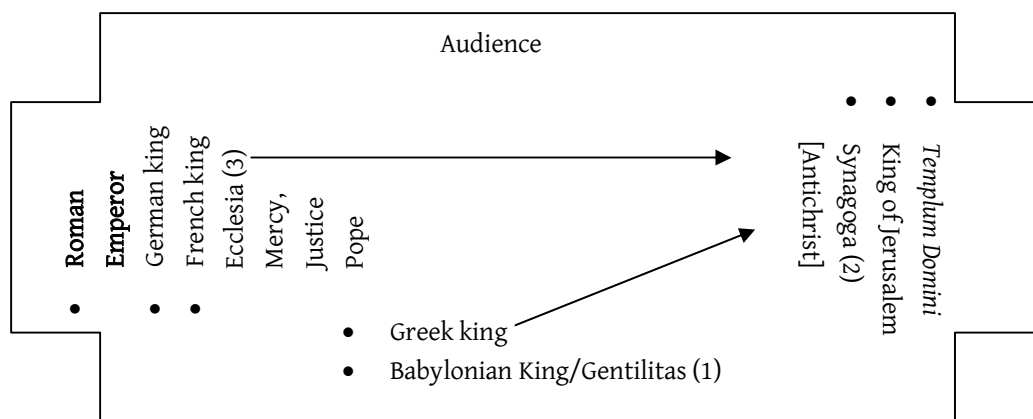 Audience
• Roman
Emperor
• German king
• French king
Ecclesia (3)
Mercy,
Justice
Pope
• Greek king
• Babylonian King/Gentilitas (1)
[Antichrist]
• Synagoga (2)
• King of Jerusalem
• Templum Domini